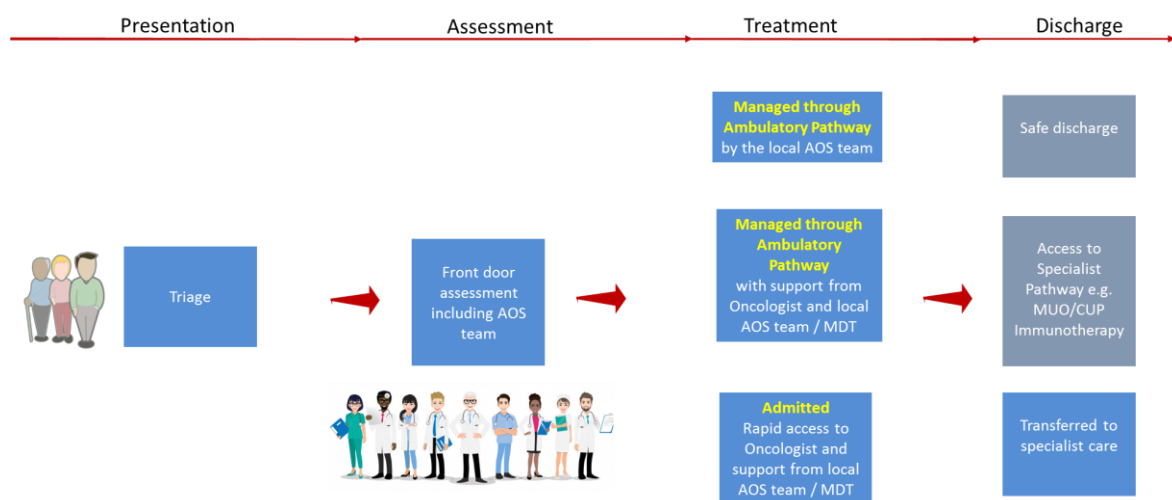 Presentation
Assessment
Treatment
Discharge
Triage
Front door
assessment
including AOS
team
Managed through
Ambulatory Pathway
by the local AOS team
Managed through
Ambulatory
Pathway
with support from
Oncologist and local
AOS team / MDT
Admitted
Rapid access to
Oncologist and
support from local
AOS team / MDT
Safe discharge
Access to
Specialist
Pathway e.g.
MUO/CUP
Immunotherapy
Transferred to
specialist care